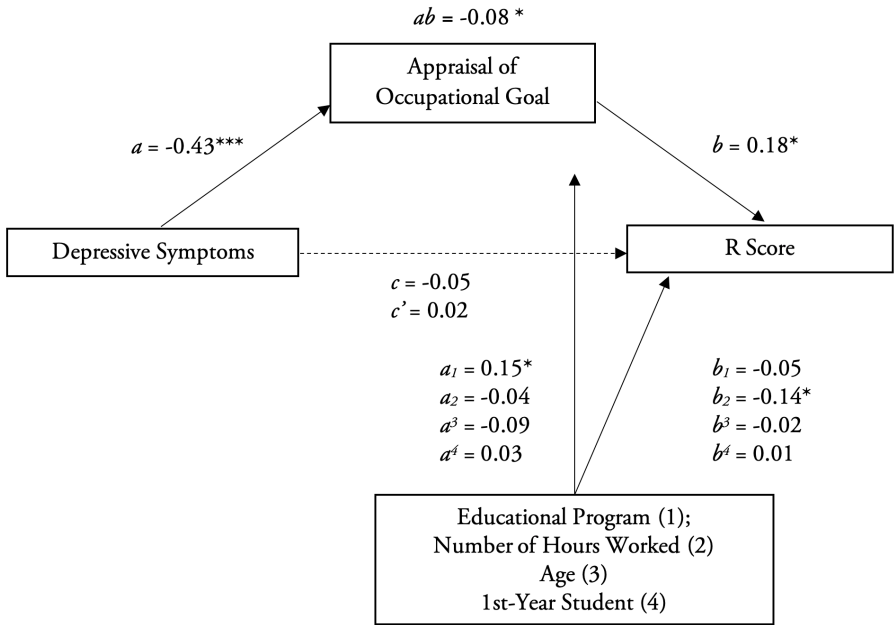 ab = -0.08 *
Appraisal of
Occupational Goal
a = -0.43***
b = 0.18*
Depressive Symptoms
R Score
c = -0.05
c’ = 0.02
a₁ = 0.15*
a₂ = -0.04
a³ = -0.09
a⁴ = 0.03
b₁ = -0.05
b₂ = -0.14*
b³ = -0.02
b⁴ = 0.01
Educational Program (1);
Number of Hours Worked (2)
Age (3)
1st-Year Student (4)